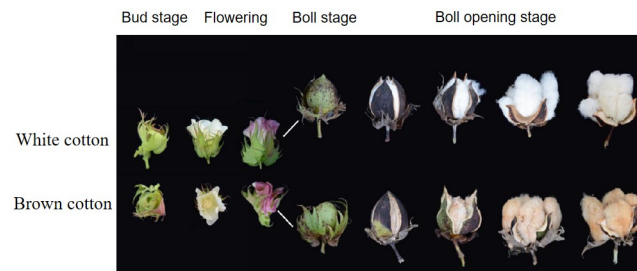 Bud stage Flowering Boll stage Boll opening stage
White cotton
Brown cotton